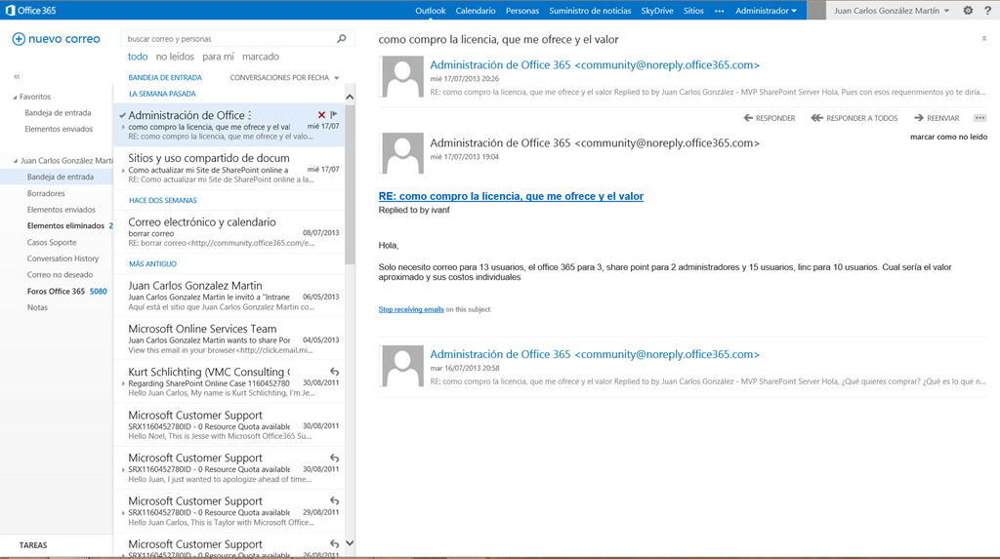 Office 365
Outlook Calendario Personas Suministro de noticias SkyDrive Sitios ••• Administrador Juan Carlos González Martín ?
nuevo correo
buscar correo y personas
todo no leídos para mí marcado
BANDEJA DE ENTRADA CONVERSACIONES POR FECHA
«
Favoritos
Bandeja de entrada
Elementos enviados
Juan Carlos González Martí
Bandeja de entrada
Borradores
Elementos enviados
Elementos eliminados 2
Casos Soporte
Conversation History
Correo no deseado
Foros Office 365 5080
Notas
TAREAS
LA SEMANA PASADA
Administración de Office
como compro la licencia, que me ofrece y el val mié 17/07
RE: como compro la licencia, que me ofrece y el valo...
Sitios y uso compartido de docum
Como actualizar mi Site de SharePoint online a mié 17/07
RE: Como actualizar mi Site de SharePoint online a la...
HACE DOS SEMANAS
Correo electrónico y calendario
borrar correo 08/07/2013
RE: borrar correo<http://community.office365.com/e...
MÁS ANTIGUO
Juan Carlos Gonzalez Martin
Juan Carlos Gonzalez Martin le invitó a "Intrane 06/05/2013
Aquí está el sitio que Juan Carlos Gonzalez Martin co...
Microsoft Online Services Team
Juan Carlos Gonzalez Martin wants to share Por 04/05/2013
View this email in your browser<http://click.email.mi...
Kurt Schlichting (VMC Consulting C
Regarding SharePoint Online Case 1160452780 30/08/2011
Hello Juan Carlos, My name is Kurt Schlichting, I'm Je...
Microsoft Customer Support
SRX1160452780ID - 0 Resource Quota available 30/08/2011
Hello Noel, This is Jesse with Microsoft Office365 Su...
Microsoft Customer Support
SRX1160452780ID - 0 Resource Quota available 30/08/2011
Hello Juan, I just wanted to apologize ahead of time...
Microsoft Customer Support
SRX1160452780ID - 0 Resource Quota available 29/08/2011
Hello Juan Carlos, This is Taylor with Microsoft Office...
Microsoft Customer Support
SRX1160452780ID - 0 Resource Quota available 26/08/2011
como compro la licencia, que me ofrece y el valor
Administración de Office 365 <community@noreply.office365.com>
mié 17/07/2013 20:26
RE: como compro la licencia, que me ofrece y el valor Replied to by Juan Carlos González - MVP SharePoint Server Hola, Pues con esos requerimientos yo te diría...
RESPONDER RESPONDER A TODOS REENVIAR •••
marcar como no leído
Administración de Office 365 <community@noreply.office365.com>
mié 17/07/2013 19:04
RE: como compro la licencia, que me ofrece y el valor
Replied to by ivanf
Hola,
Solo necesito correo para 13 usuarios, el office 365 para 3, share point para 2 administradores y 15 usuarios, linc para 10 usuarios. Cual sería el valor
aproximado y sus costos individuales
Stop receiving emails on this subject.
Administración de Office 365 <community@noreply.office365.com>
mar 16/07/2013 20:58
RE: como compro la licencia, que me ofrece y el valor Replied to by Juan Carlos González - MVP SharePoint Server Hola, ¿Qué quieres comprar? ¿Qué es lo que n...